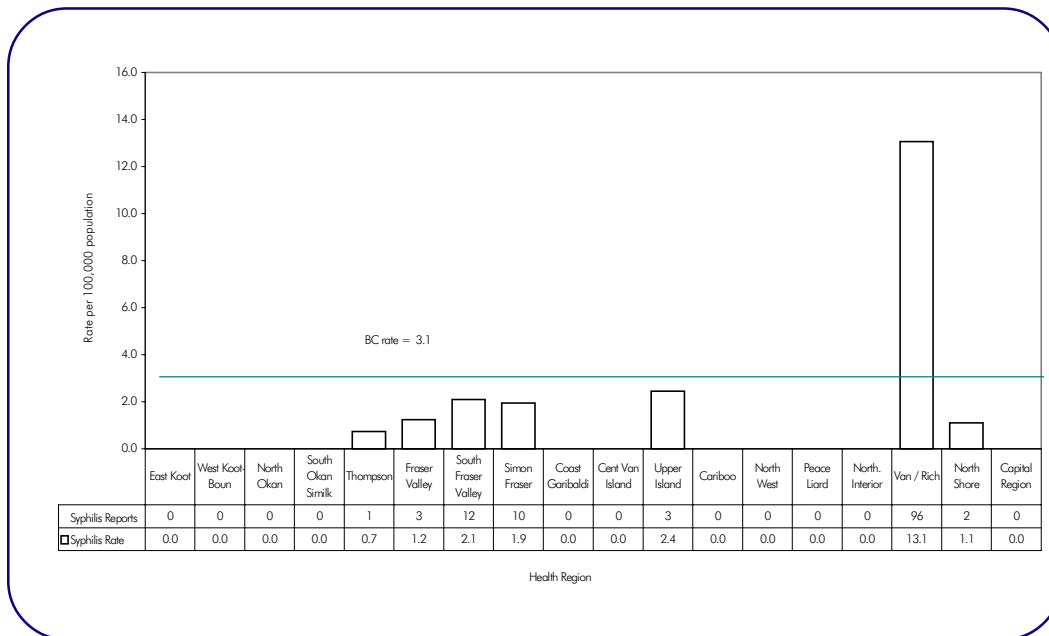 16.0
14.0
12.0
10.0
8.0
6.0
4.0
2.0
0.0
Rate per 100,000 population
BC rate = 3.1
East Koot
West Koot-
Boun
North
Okan
South
Okan
Similk
Thompson
Fraser
Valley
South
Fraser
Valley
Simon
Fraser
Coast
Garibaldi
Cent Van
Island
Upper
Island
Cariboo
North
West
Peace
Liard
North.
Interior
Van / Rich
North
Shore
Capital
Region
Syphilis Reports 0 0 0 0 1 3 12 10 0 0 3 0 0 0 0 96 2 0
Syphilis Rate 0.0 0.0 0.0 0.0 0.7 1.2 2.1 1.9 0.0 0.0 2.4 0.0 0.0 0.0 0.0 13.1 1.1 0.0
Health Region